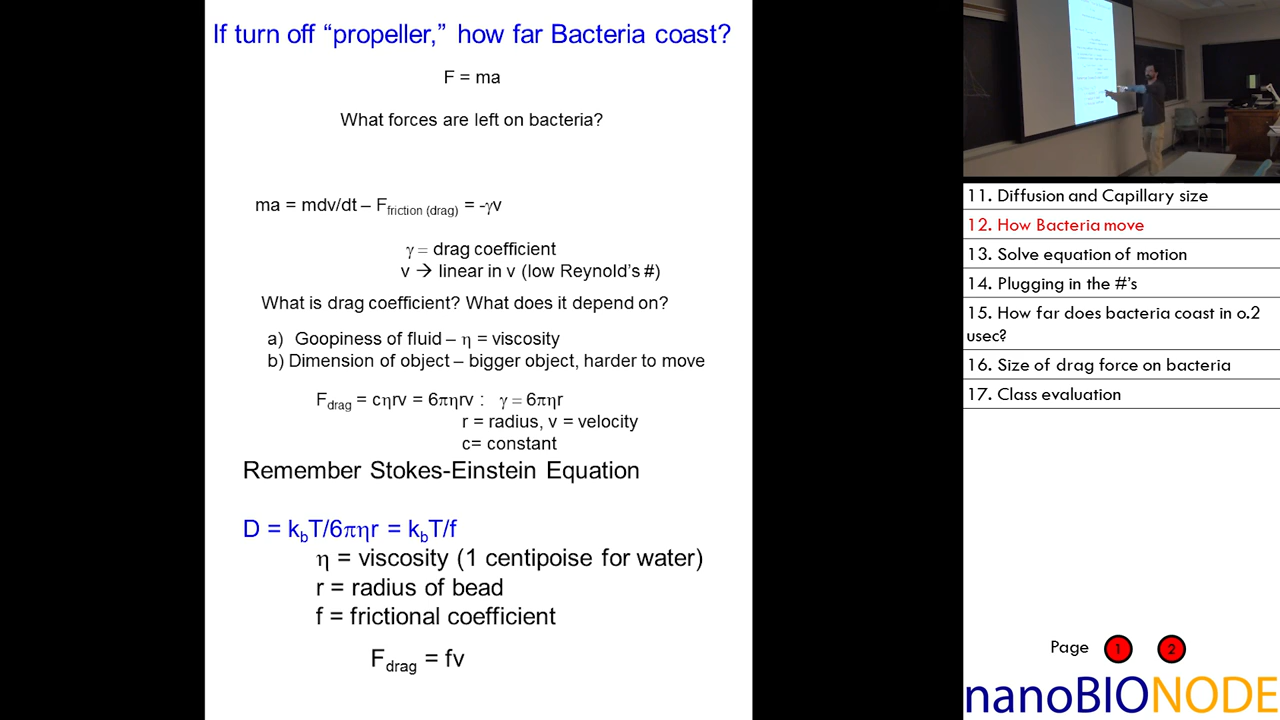 If turn off “propeller,” how far Bacteria coast?
F = ma
What forces are left on bacteria?
ma = mdv/dt – Ffriction (drag) = -γv
γ = drag coefficient
v → linear in v (low Reynold’s #)
What is drag coefficient? What does it depend on?
a) Goopiness of fluid – η = viscosity
b) Dimension of object – bigger object, harder to move
Fdrag = cηrv = 6πηrv : γ = 6πηr
r = radius, v = velocity
c= constant
Remember Stokes-Einstein Equation
D = kbT/6πηr = kbT/f
η = viscosity (1 centipoise for water)
r = radius of bead
f = frictional coefficient
Fdrag = fv
11. Diffusion and Capillary size
12. How Bacteria move
13. Solve equation of motion
14. Plugging in the #’s
15. How far does bacteria coast in o.2
usec?
16. Size of drag force on bacteria
17. Class evaluation
Page 1 2
nanoBIONODE